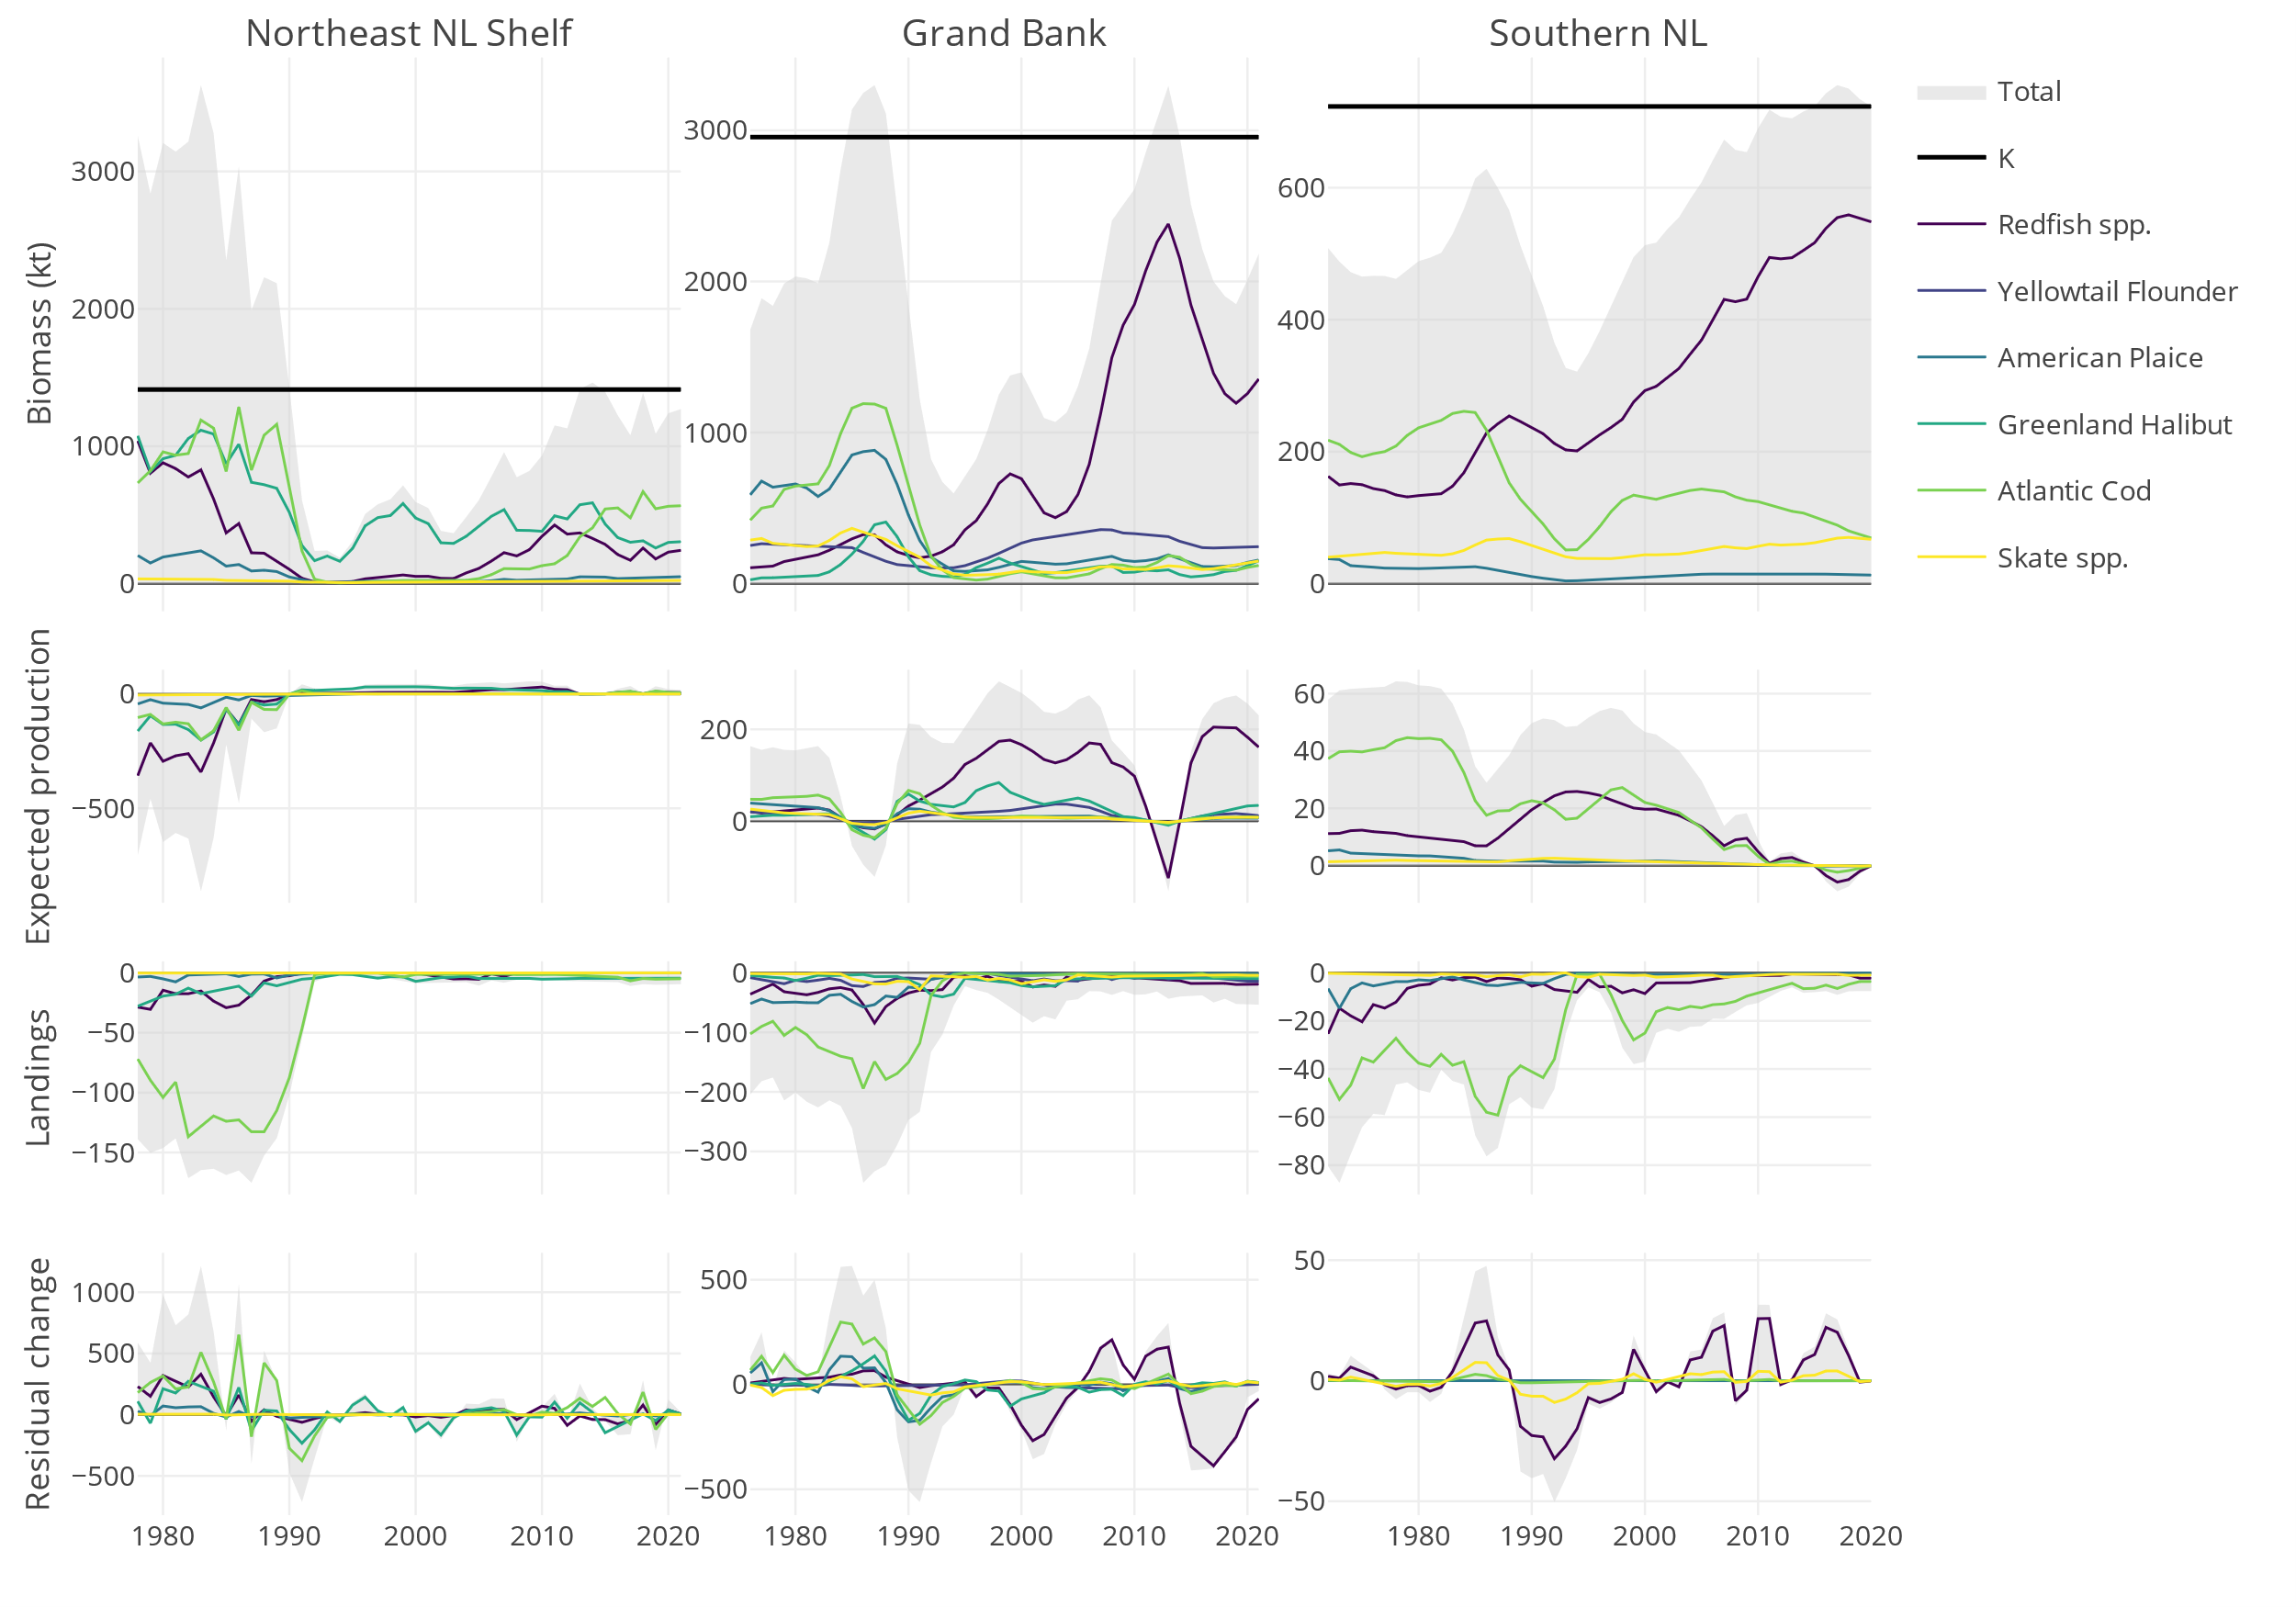 Northeast NL Shelf
Grand Bank
Southern NL
Total
K
Redfish spp.
Yellowtail Flounder
American Plaice
Greenland Halibut
Atlantic Cod
Skate spp.
Biomass (kt)
3000
2000
1000
0
3000
2000
1000
0
600
400
200
0
Expected production
0
−500
200
0
60
40
20
0
Landings
0
−50
−100
−150
0
−100
−200
−300
0
−20
−40
−60
−80
Residual change
1000
500
0
−500
500
0
−500
50
0
−50
1980 1990 2000 2010 2020
1980 1990 2000 2010 2020
1980 1990 2000 2010 2020